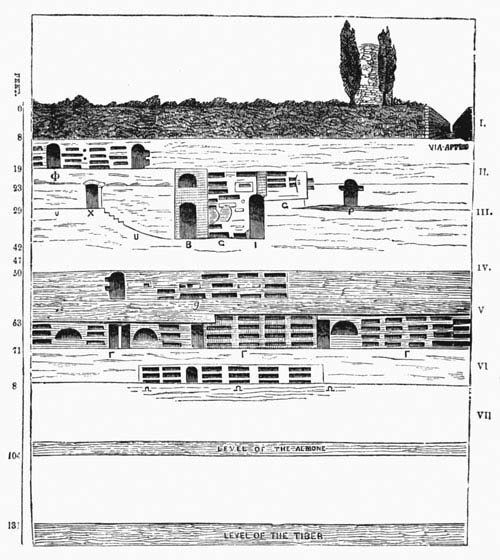 FEET.
0
I.
8
VIA·APPIA
19
Φ
II.
23
29
U
X
G
P
III.
U
B
G
I
42
47
50
IV.
V
63
71
Γ
Γ
Γ
VI
8
Ω
Ω
Ω
VII
LEVEL OF THE ALMONE
10
131
LEVEL OF THE TIBER